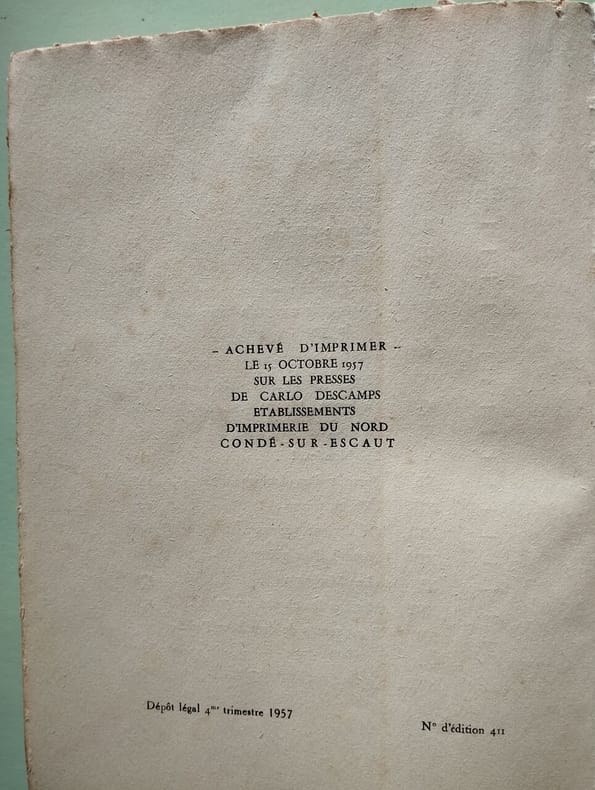 – ACHEVÉ D'IMPRIMER –
LE 15 OCTOBRE 1957
SUR LES PRESSES
DE CARLO DESCAMPS
ETABLISSEMENTS
D'IMPRIMERIE DU NORD
CONDÉ-SUR-ESCAUT
Dépôt légal 4me trimestre 1957
N° d'édition 411